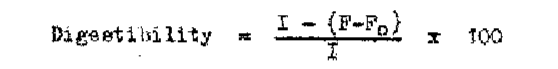 Digestibility = I - (F-F₀) / I x 100